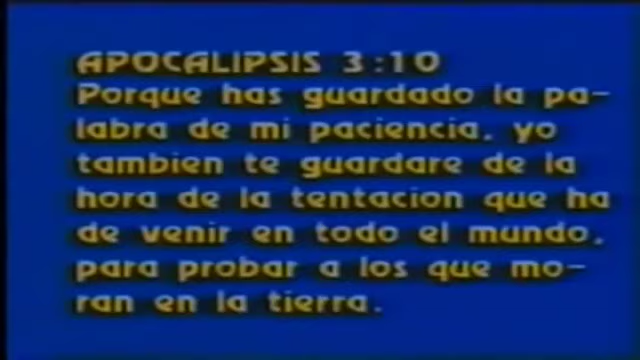 APOCALIPSIS 3:10
Porque has guardado la pa-
labra de mi paciencia, yo
tambien te guardare de la
hora de la tentacion que ha
de venir en todo el mundo,
para probar a los que mo-
ran en la tierra.